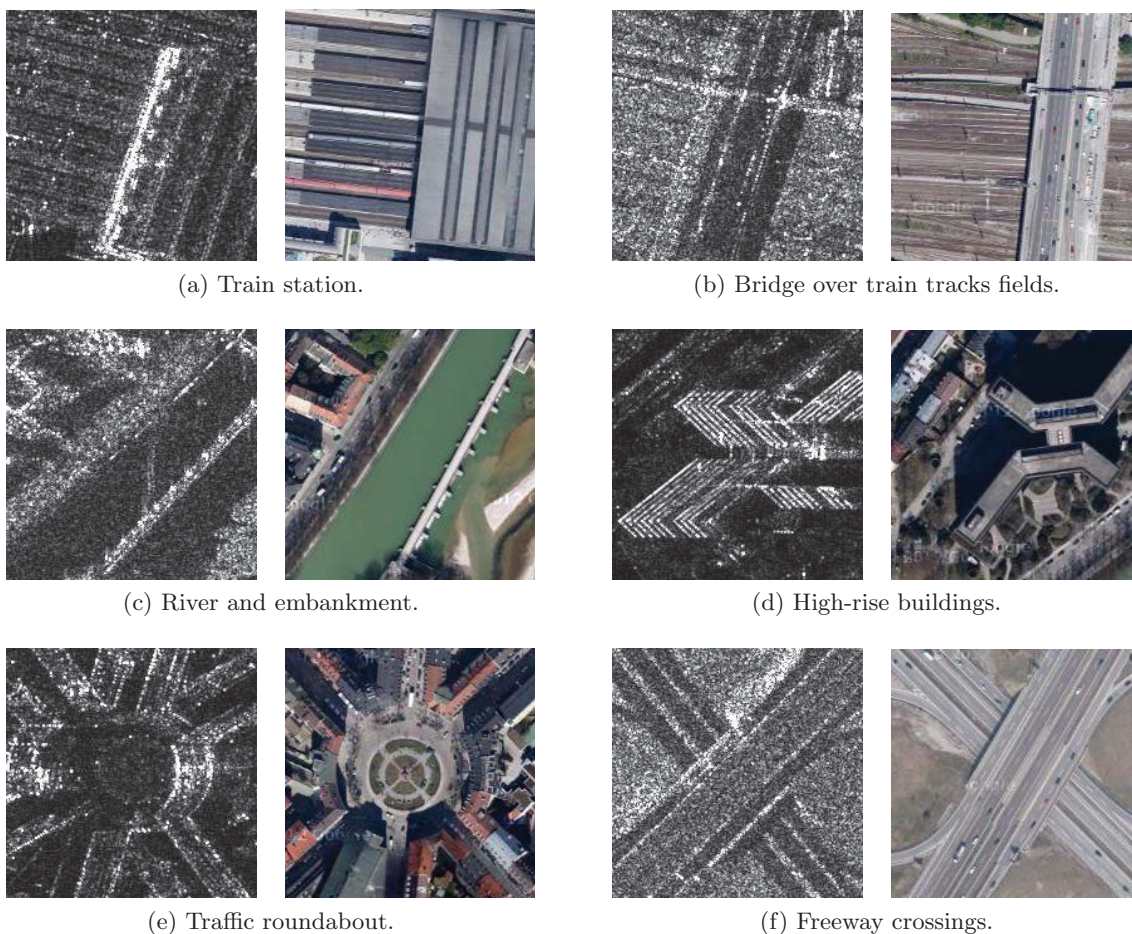 (a) Train station.
(b) Bridge over train tracks fields.
(c) River and embankment.
(d) High-rise buildings.
(e) Traffic roundabout.
(f) Freeway crossings.